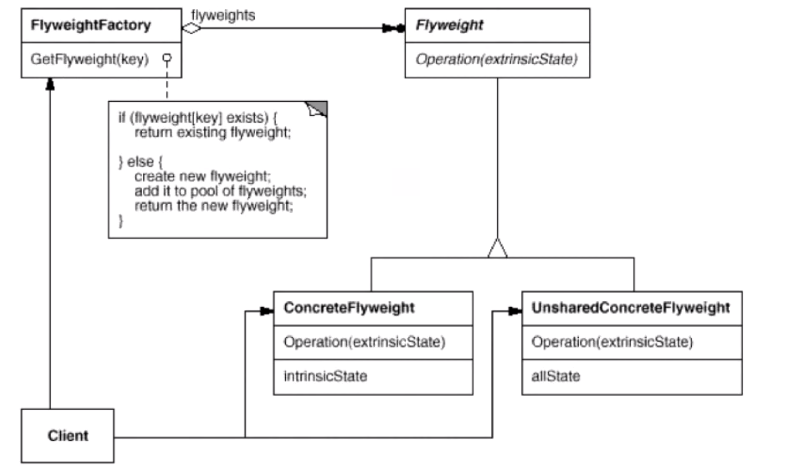 flyweights
FlyweightFactory
GetFlyweight(key)
Flyweight
Operation(extrinsicState)
if (flyweight[key] exists) {
return existing flyweight;
} else {
create new flyweight;
add it to pool of flyweights;
return the new flyweight;
}
ConcreteFlyweight
Operation(extrinsicState)
intrinsicState
UnsharedConcreteFlyweight
Operation(extrinsicState)
allState
Client